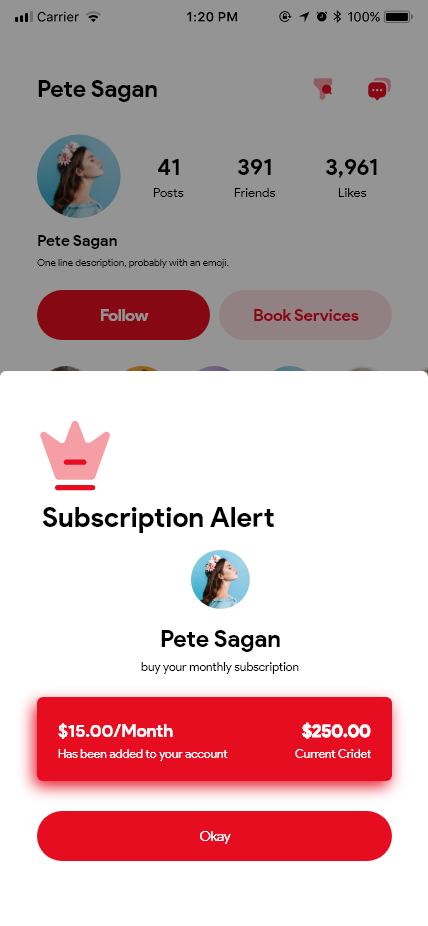 Carrier 1:20 PM 100%
Pete Sagan
41 391 3,961
Posts Friends Likes
Pete Sagan
One line description, probably with an emoji.
Follow Book Services
Subscription Alert
Pete Sagan
buy your monthly subscription
$15.00/Month $250.00
Has been added to your account Current Cridet
Okay